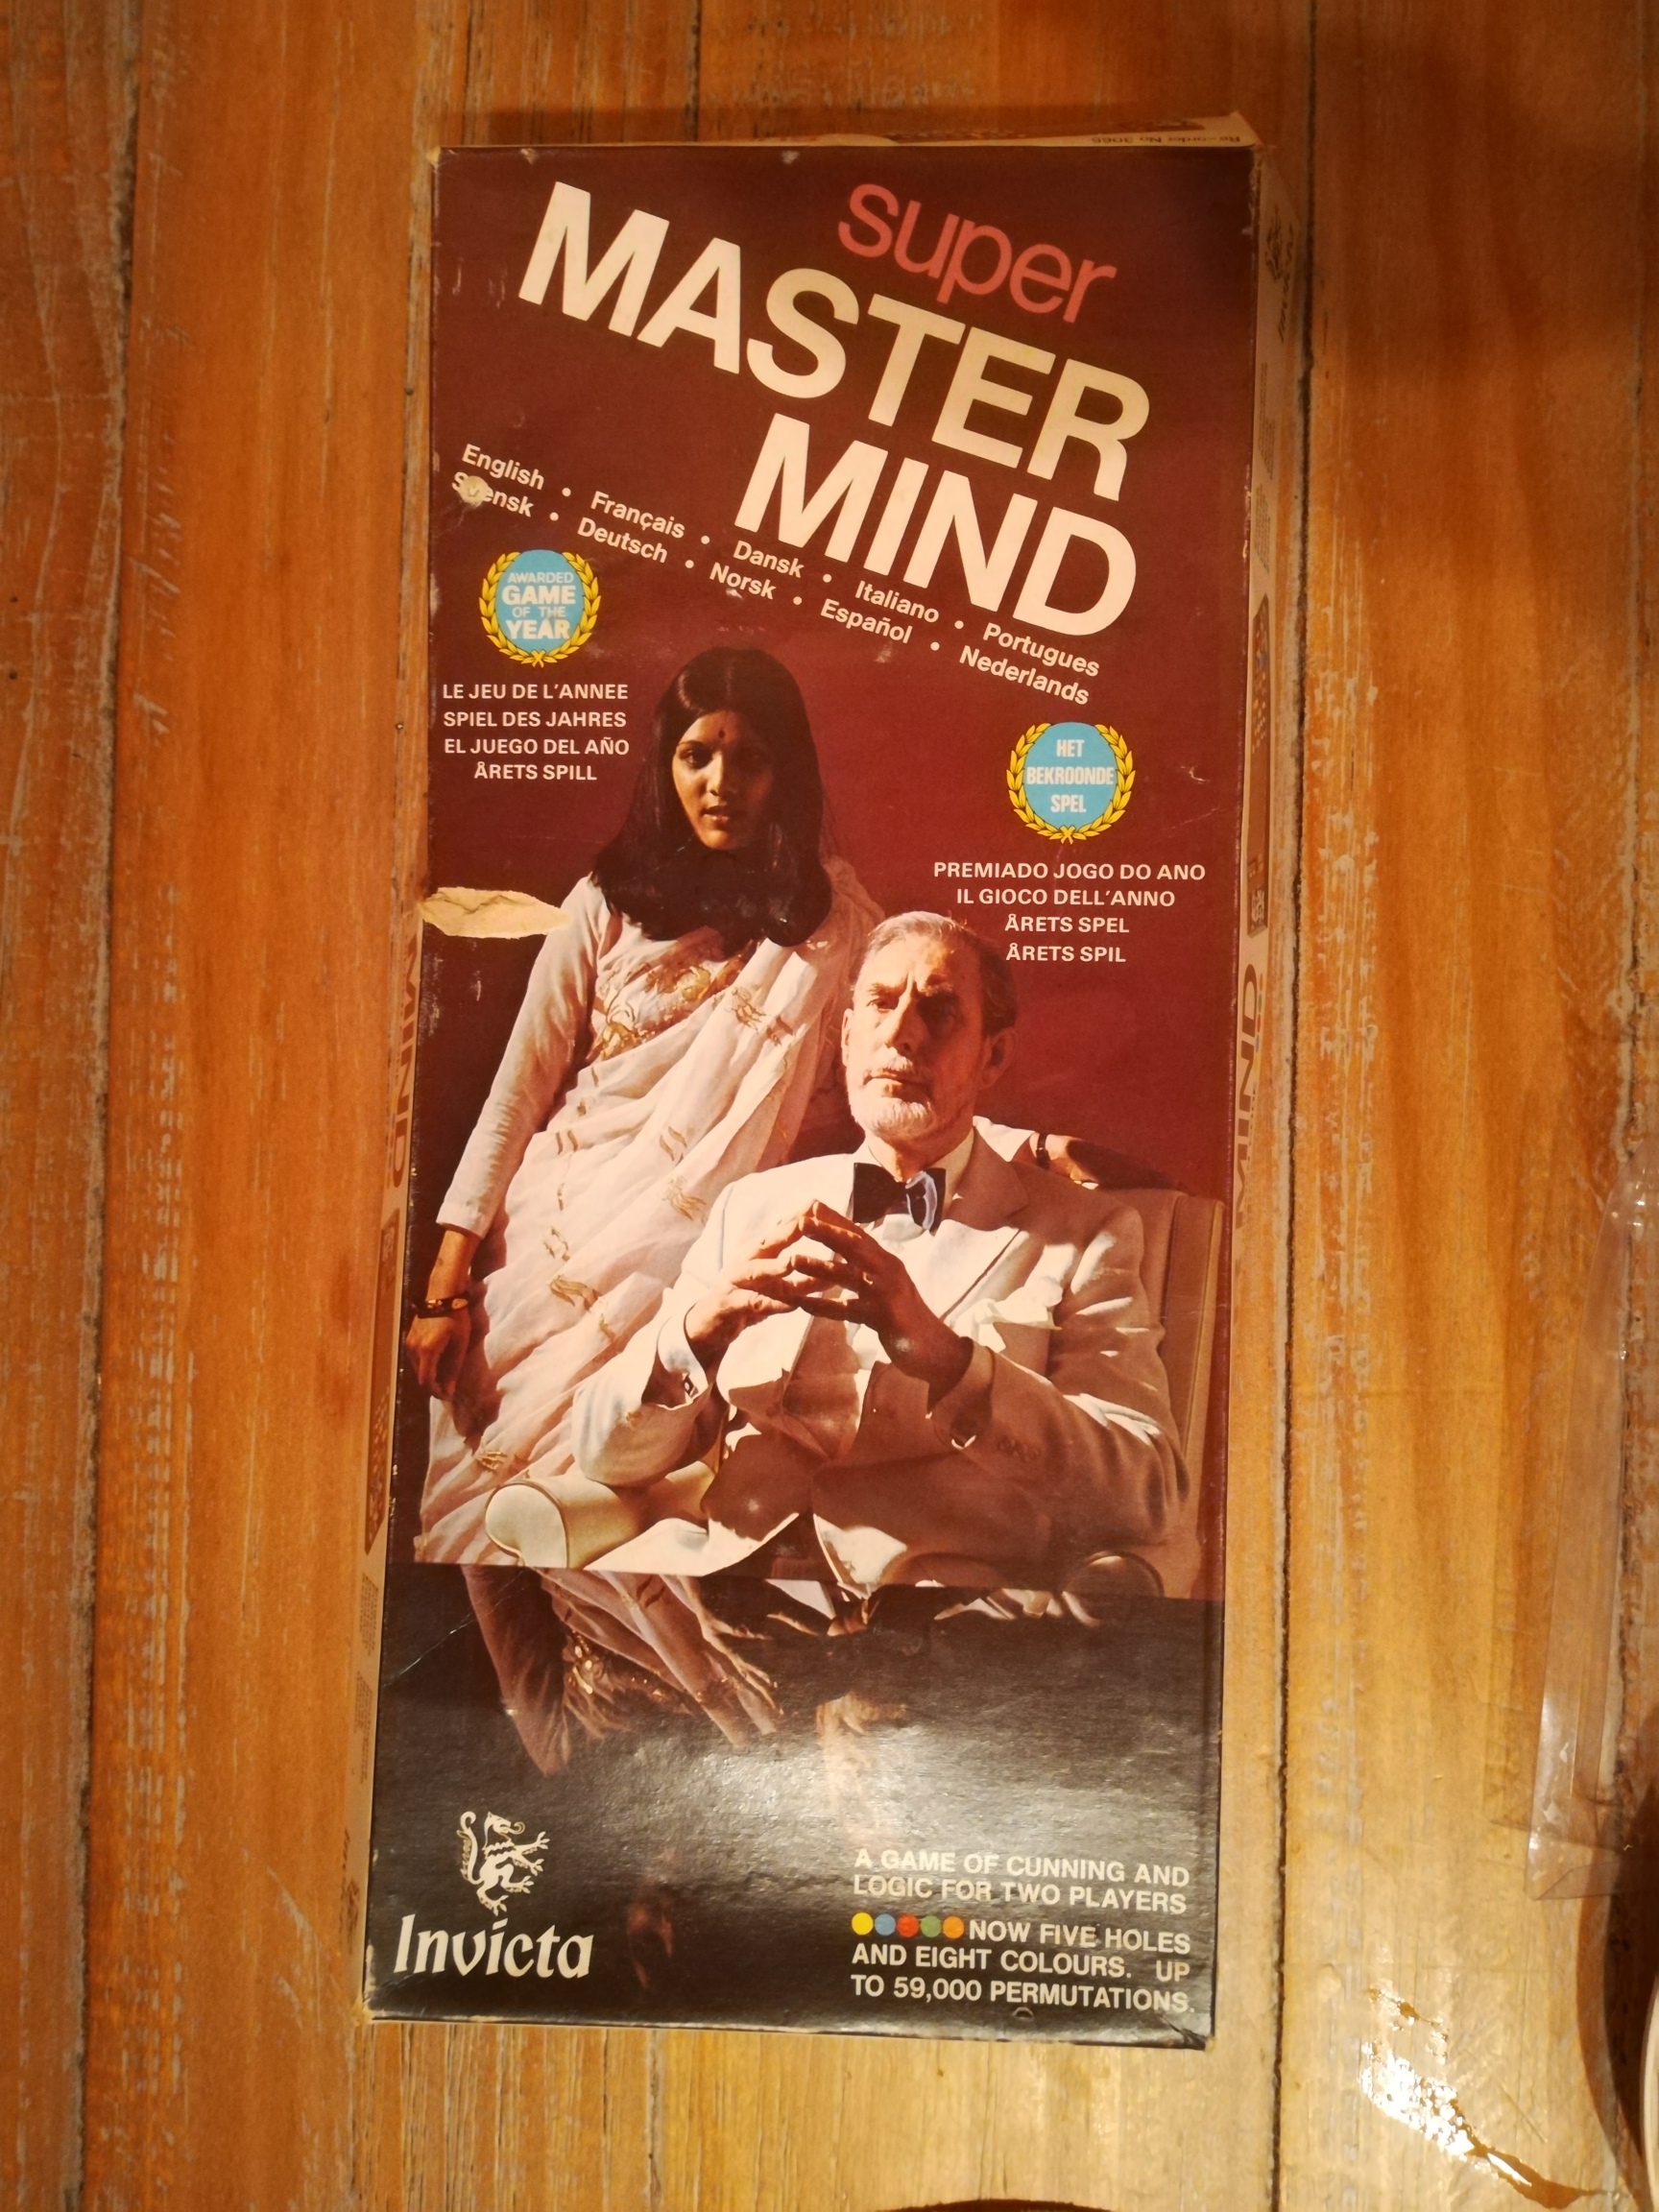 super
MASTER
MIND
English • Français • Dansk • Italiano • Portugues
Svensk • Deutsch • Norsk • Español • Nederlands
AWARDED
GAME
OF THE
YEAR
LE JEU DE L'ANNEE
SPIEL DES JAHRES
EL JUEGO DEL AÑO
ÅRETS SPILL
HET
BEKROONDE
SPEL
PREMIADO JOGO DO ANO
IL GIOCO DELL'ANNO
ÅRETS SPEL
ÅRETS SPIL
MIND
MIND
Invicta
A GAME OF CUNNING AND
LOGIC FOR TWO PLAYERS
NOW FIVE HOLES
AND EIGHT COLOURS. UP
TO 59,000 PERMUTATIONS.